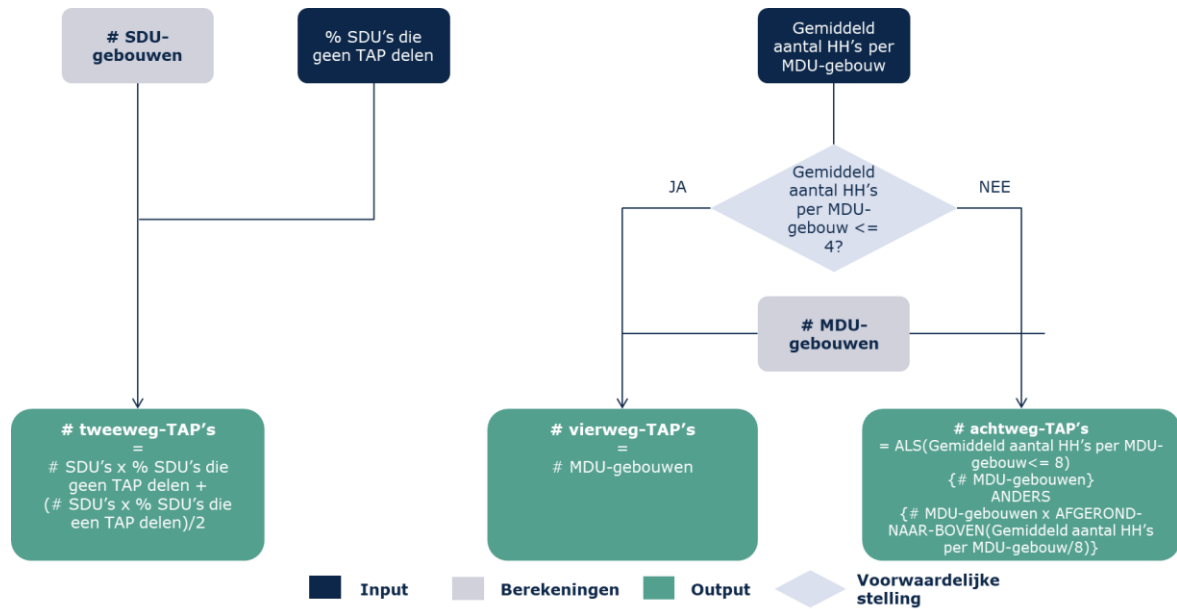 # SDU-
gebouwen
% SDU's die
geen TAP delen
Gemiddeld
aantal HH's per
MDU-gebouw
JA
Gemiddeld
aantal HH's
per MDU-
gebouw <=
4?
NEE
# MDU-
gebouwen
# tweeweg-TAP's
=
# SDU's x % SDU's die
geen TAP delen +
(# SDU's x % SDU's die
een TAP delen)/2
# vierweg-TAP's
=
# MDU-gebouwen
# achtweg-TAP's
= ALS(Gemiddeld aantal HH's per MDU-
gebouw<= 8)
{# MDU-gebouwen}
ANDERS
{# MDU-gebouwen x AFGEROND-
NAAR-BOVEN(Gemiddeld aantal HH's
per MDU-gebouw/8)}
Input
Berekeningen
Output
Voorwaardelijke
stelling